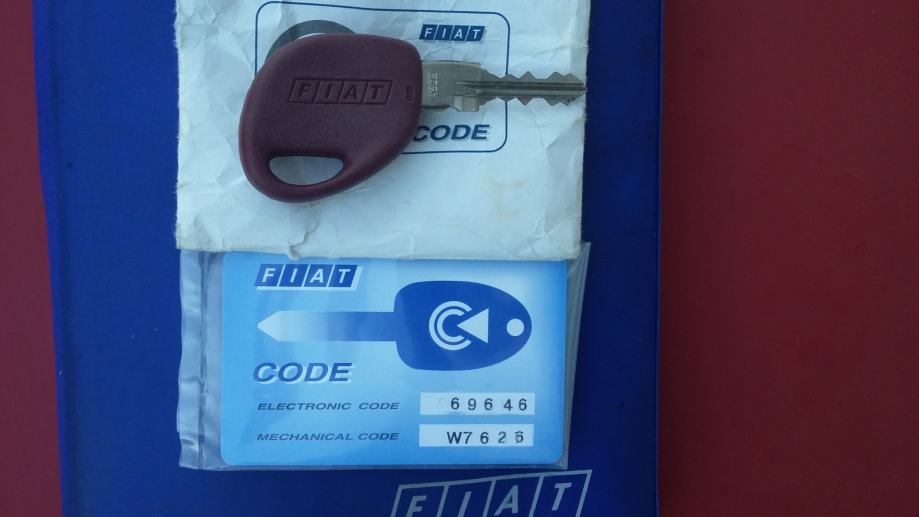 FIAT
FIAT
CODE
FIAT
CODE
ELECTRONIC CODE 69646
MECHANICAL CODE W7626
FIAT